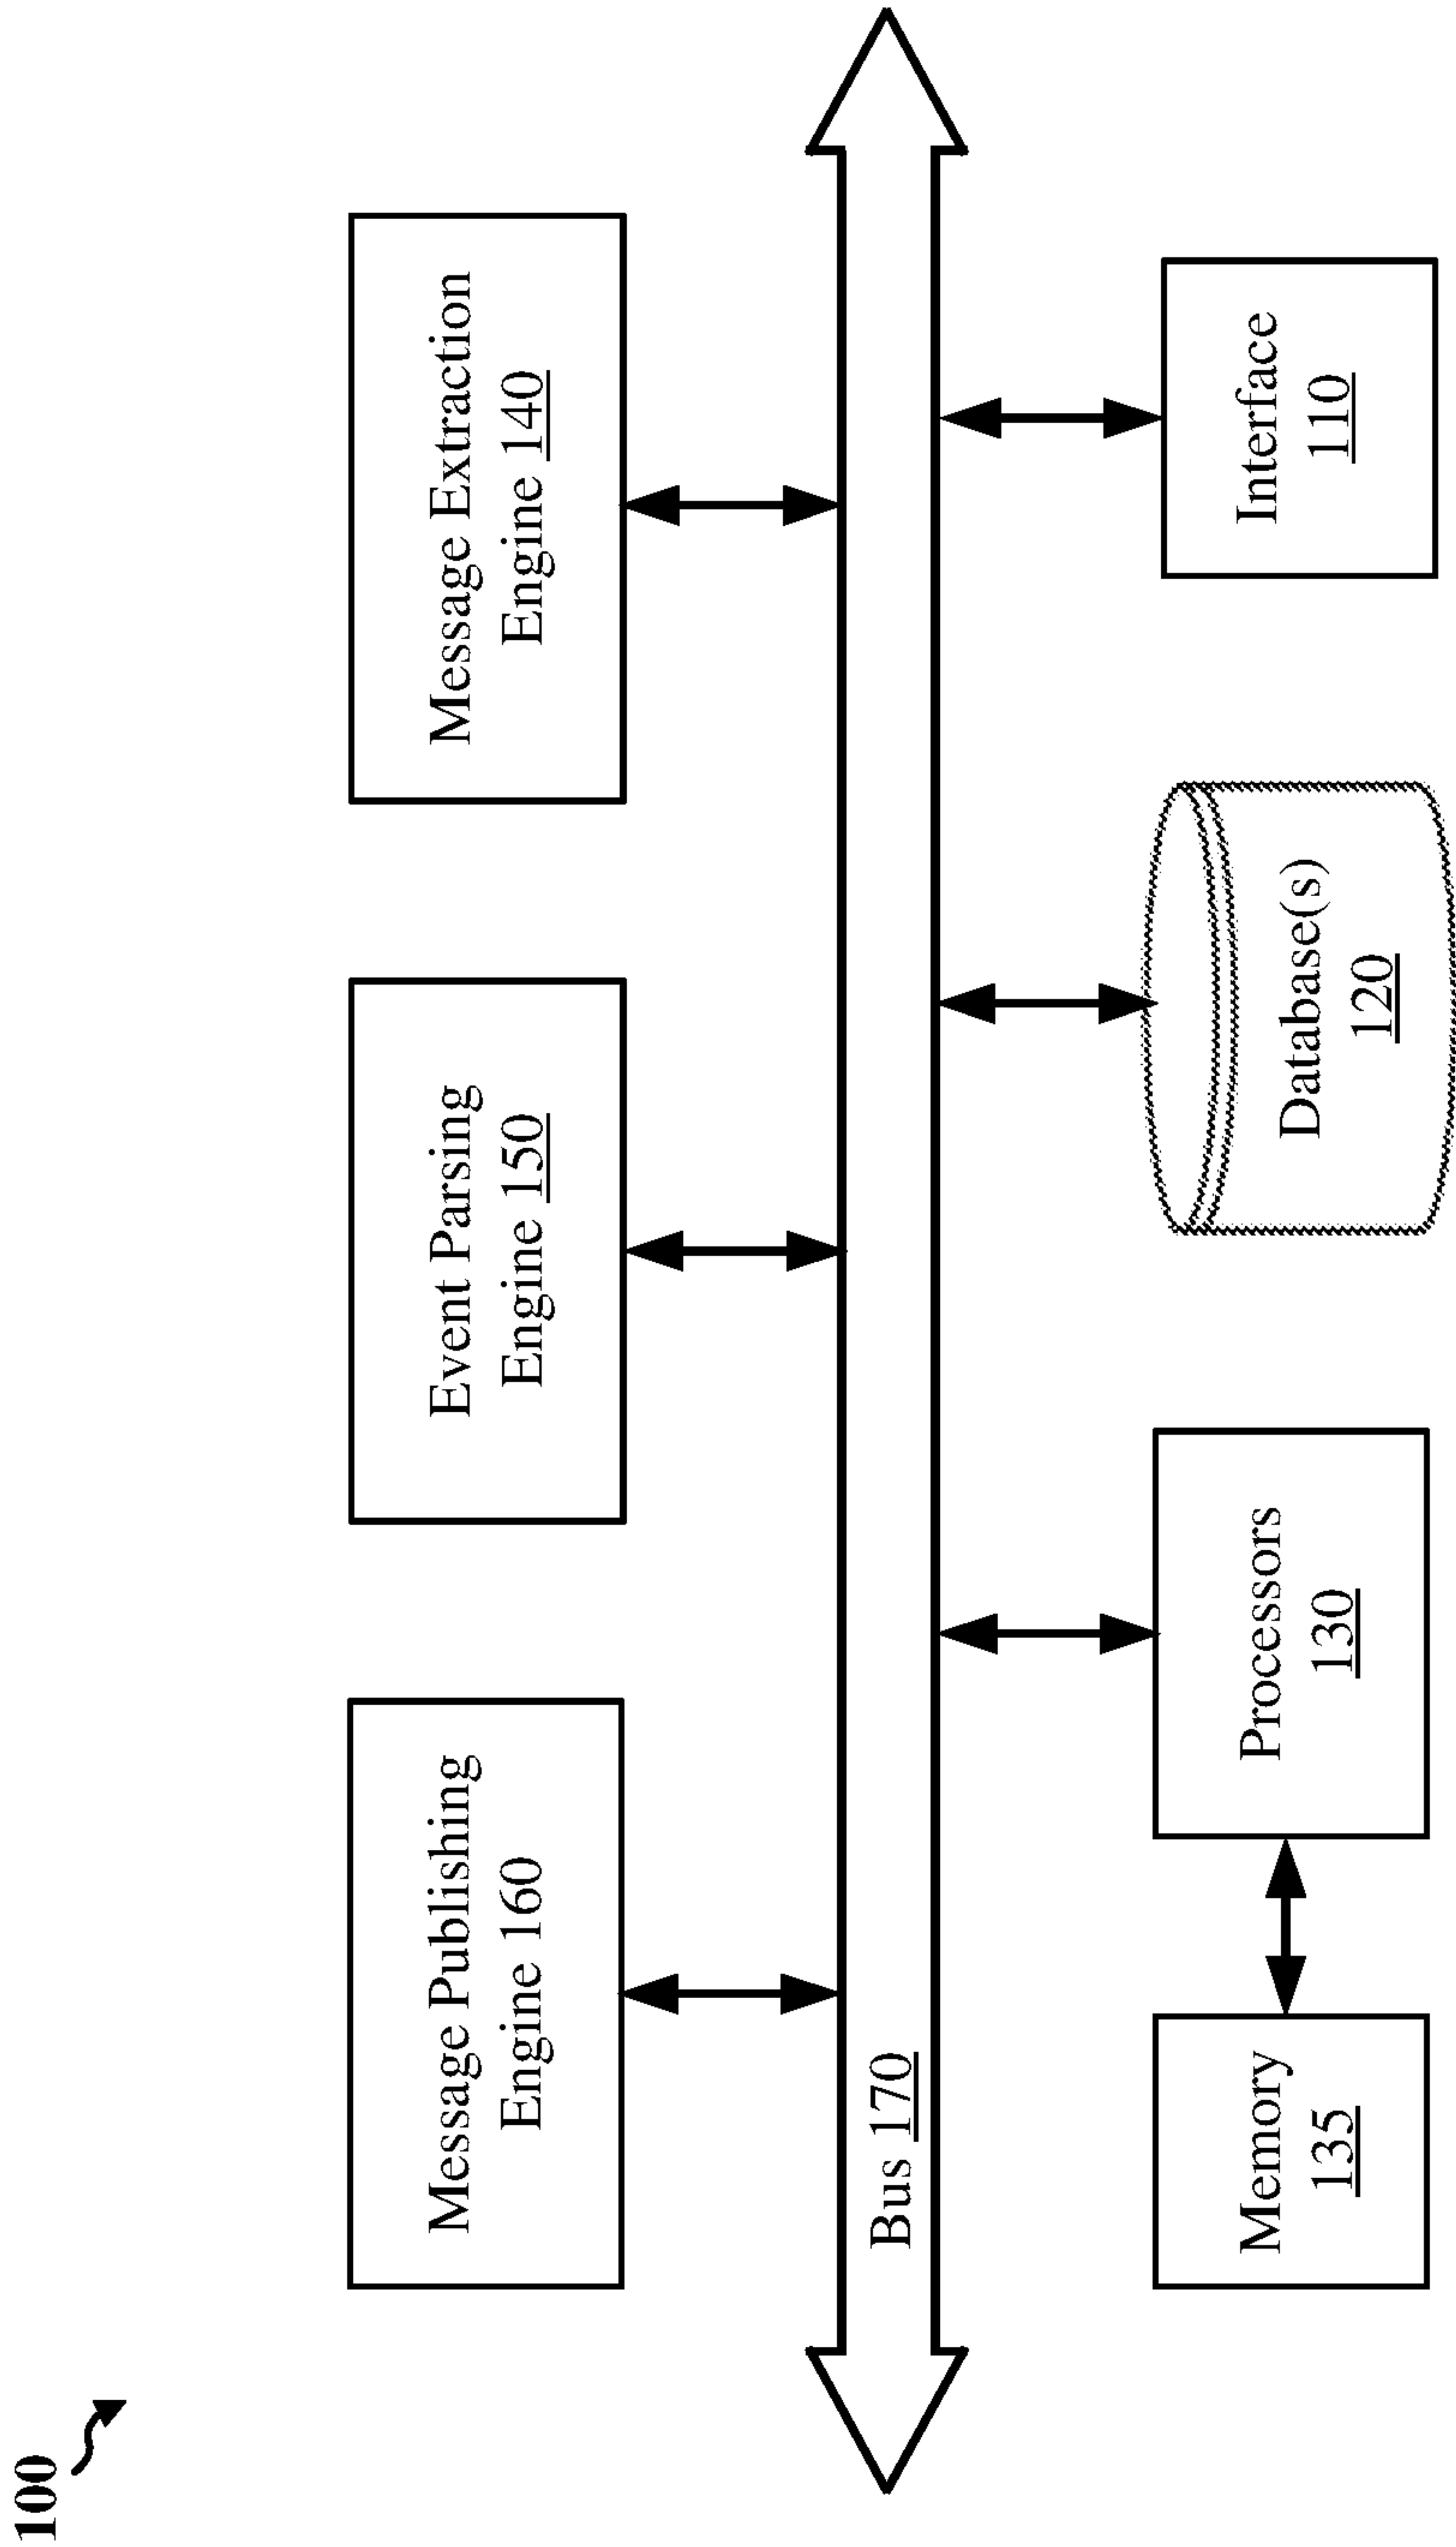 100
Message Publishing
Engine 160
Event Parsing
Engine 150
Message Extraction
Engine 140
Bus 170
Memory
135
Processors
130
Database(s)
120
Interface
110